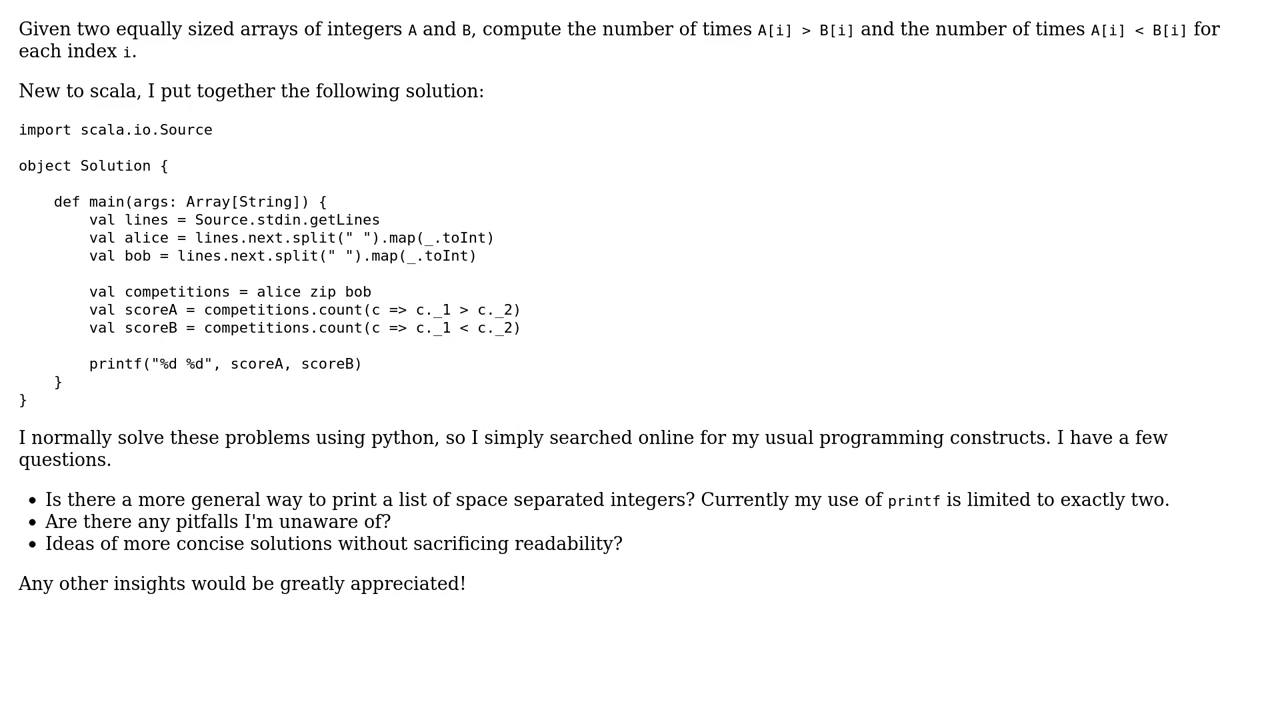 Given two equally sized arrays of integers A and B, compute the number of times A[i] > B[i] and the number of times A[i] < B[i] for
each index i.
New to scala, I put together the following solution:
import scala.io.Source
object Solution {
    def main(args: Array[String]) {
        val lines = Source.stdin.getLines
        val alice = lines.next.split(" ").map(_.toInt)
        val bob = lines.next.split(" ").map(_.toInt)
        val competitions = alice zip bob
        val scoreA = competitions.count(c => c._1 > c._2)
        val scoreB = competitions.count(c => c._1 < c._2)
        printf("%d %d", scoreA, scoreB)
    }
}
I normally solve these problems using python, so I simply searched online for my usual programming constructs. I have a few
questions.
• Is there a more general way to print a list of space separated integers? Currently my use of printf is limited to exactly two.
• Are there any pitfalls I'm unaware of?
• Ideas of more concise solutions without sacrificing readability?
Any other insights would be greatly appreciated!